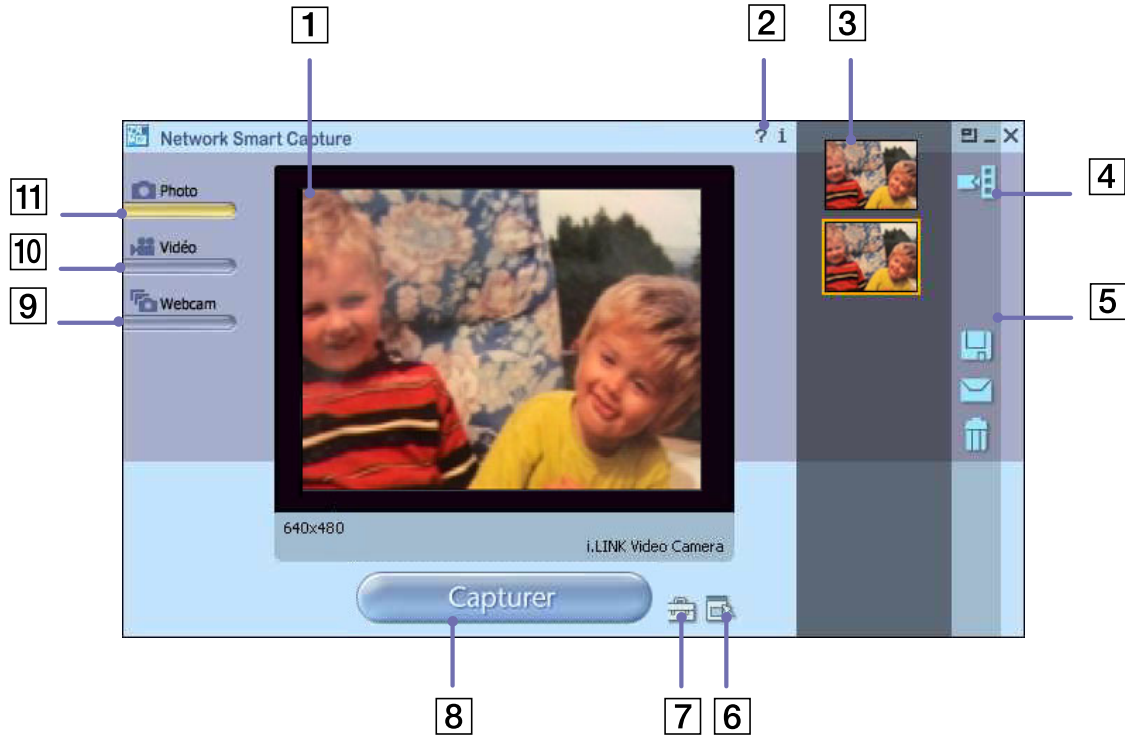 1
2
3
Network Smart Capture
? i
4
11
Photo
10
Vidéo
9
Webcam
5
640x480
i.LINK Video Camera
Capturer
8
7
6